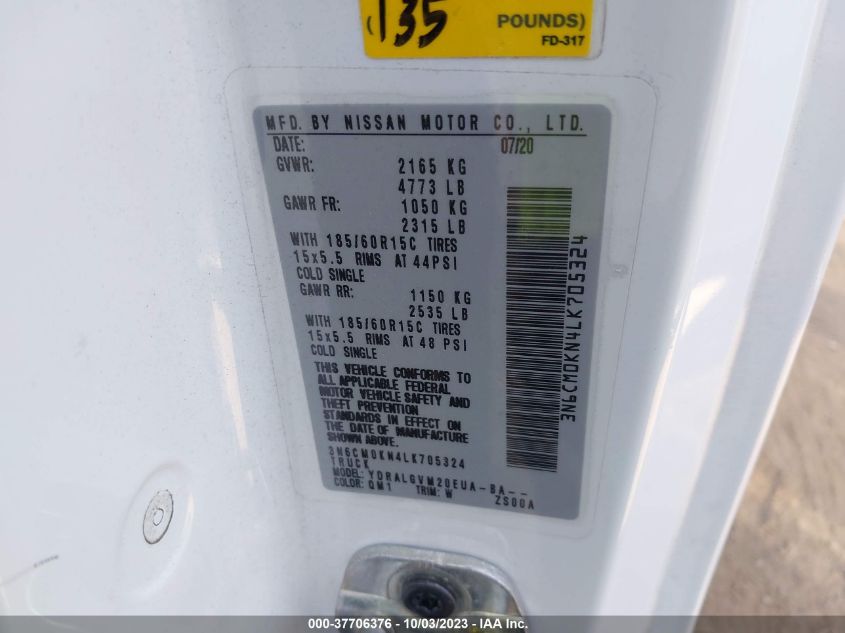 (135 POUNDS)
FD-317
MFD. BY NISSAN MOTOR CO., LTD.
DATE: 07/20
GVWR: 2165 KG
4773 LB
GAWR FR: 1050 KG
2315 LB
WITH 185/60R15C TIRES
15x5.5 RIMS AT 44PSI
COLD SINGLE
GAWR RR: 1150 KG
2535 LB
WITH 185/60R15C TIRES
15x5.5 RIMS AT 48 PSI
COLD SINGLE
THIS VEHICLE CONFORMS TO
ALL APPLICABLE FEDERAL
MOTOR VEHICLE SAFETY AND
THEFT PREVENTION
STANDARDS IN EFFECT ON
THE DATE OF MANUFACTURE
SHOWN ABOVE.
3N6CM0KN4LK705324
TRUCK
MODEL: YDRALGVM20EUA-BA--
COLOR: QM1 TRIM: W ZS00A
3N6CM0KN4LK705324
000-37706376 - 10/03/2023 - IAA Inc.